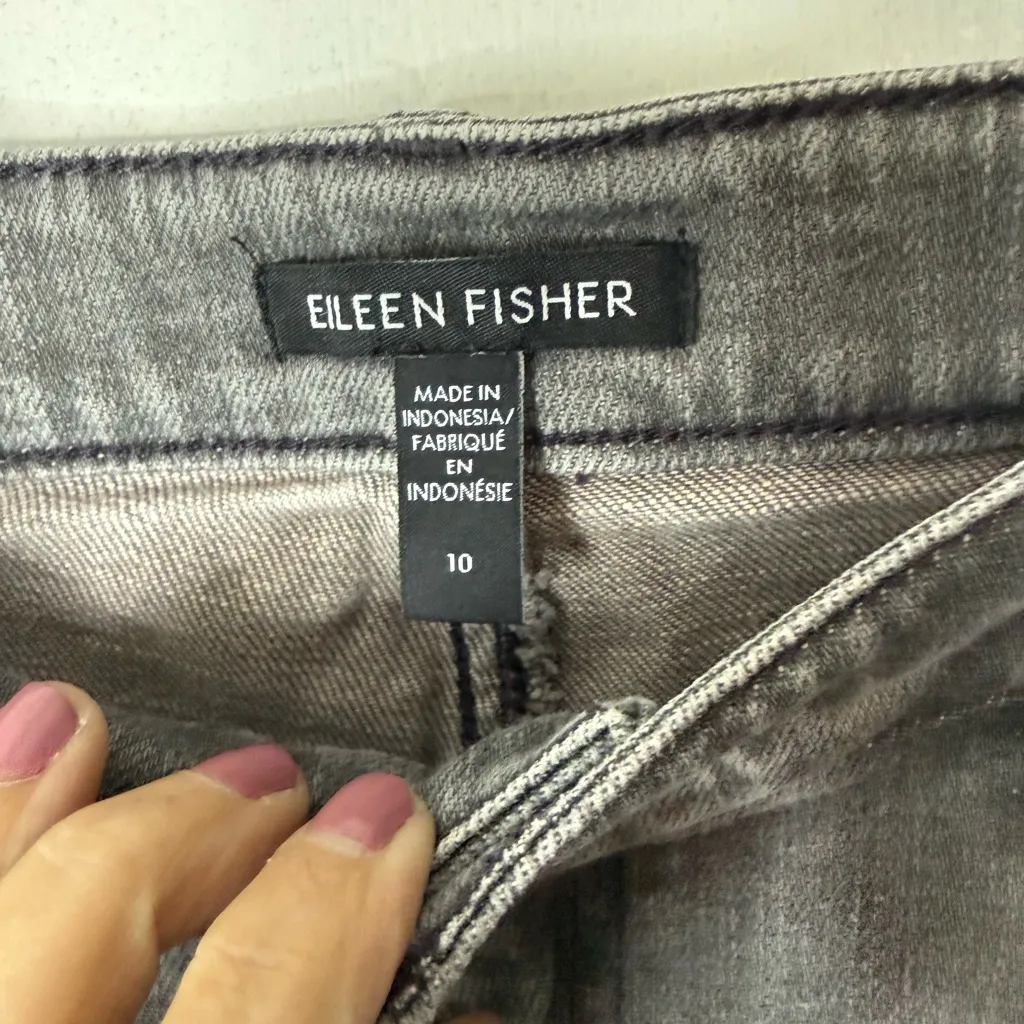 EILEEN FISHER
MADE IN
INDONESIA/
FABRIQUÉ
EN
INDONÉSIE
10